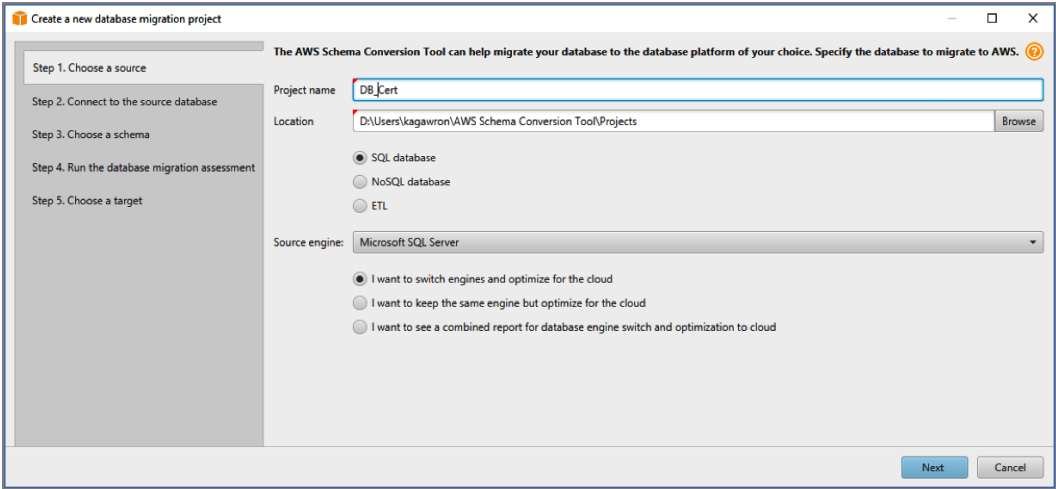 Create a new database migration project
Step 1. Choose a source
Step 2. Connect to the source database
Step 3. Choose a schema
Step 4. Run the database migration assessment
Step 5. Choose a target
The AWS Schema Conversion Tool can help migrate your database to the database platform of your choice. Specify the database to migrate to AWS. ?
Project name DB_Cert
Location D:\Users\kagawron\AWS Schema Conversion Tool\Projects Browse
SQL database
NoSQL database
ETL
Source engine: Microsoft SQL Server
I want to switch engines and optimize for the cloud
I want to keep the same engine but optimize for the cloud
I want to see a combined report for database engine switch and optimization to cloud
Next Cancel